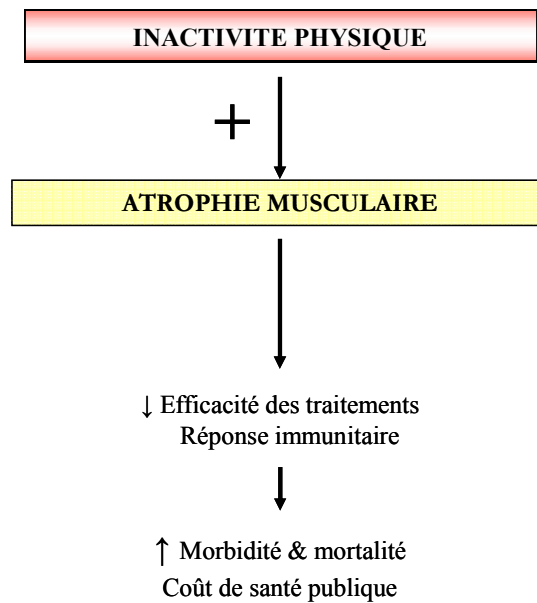 INACTIVITE PHYSIQUE
+
ATROPHIE MUSCULAIRE
↓ Efficacité des traitements
Réponse immunitaire
↑ Morbidité & mortalité
Coût de santé publique